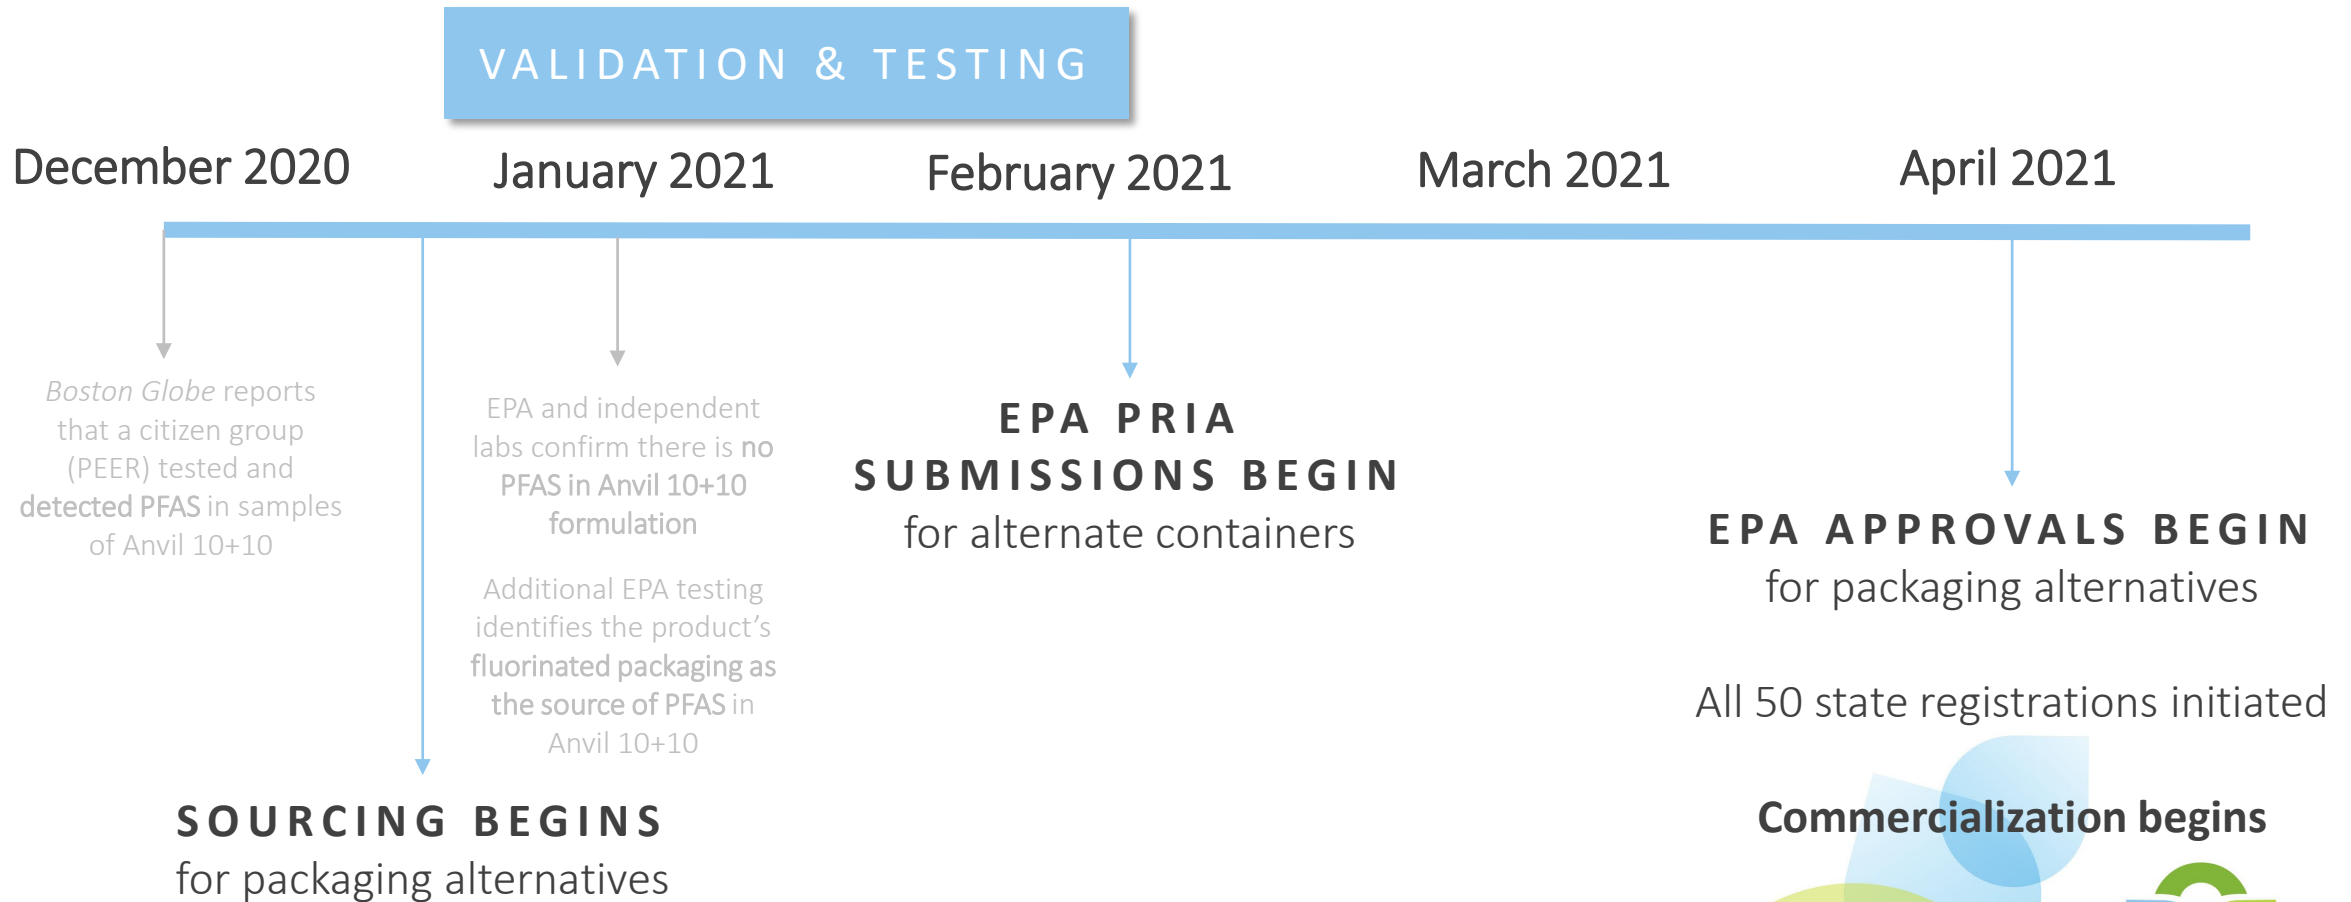 VALIDATION & TESTING
December 2020
January 2021
February 2021
March 2021
April 2021
Boston Globe reports
that a citizen group
(PEER) tested and
detected PFAS in samples
of Anvil 10+10
EPA and independent
labs confirm there is no
PFAS in Anvil 10+10
formulation
Additional EPA testing
identifies the product’s
fluorinated packaging as
the source of PFAS in
Anvil 10+10
SOURCING BEGINS
for packaging alternatives
EPA PRIA
SUBMISSIONS BEGIN
for alternate containers
EPA APPROVALS BEGIN
for packaging alternatives
All 50 state registrations initiated
Commercialization begins